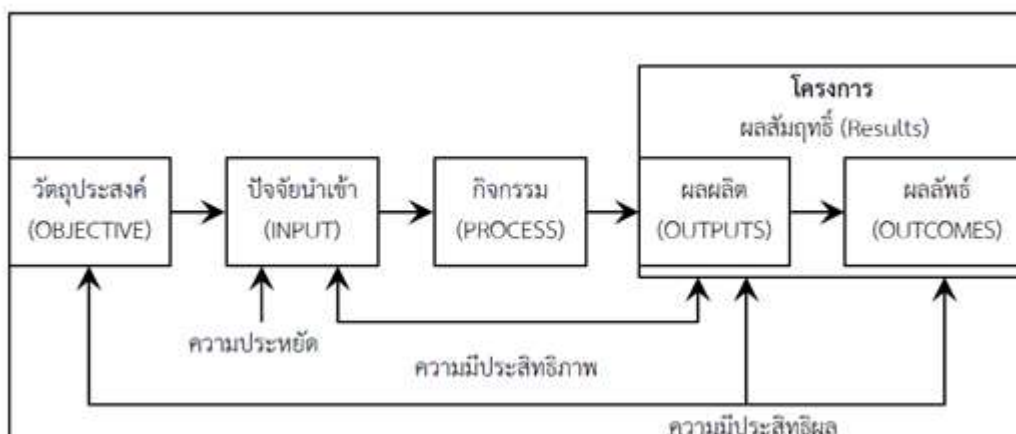 โครงการ
ผลสัมฤทธิ์ (Results)
วัตถุประสงค์
(OBJECTIVE)
ปัจจัยนำเข้า
(INPUT)
กิจกรรม
(PROCESS)
ผลผลิต
(OUTPUTS)
ผลลัพธ์
(OUTCOMES)
ความประหยัด
ความมีประสิทธิภาพ
ความมีประสิทธิผล